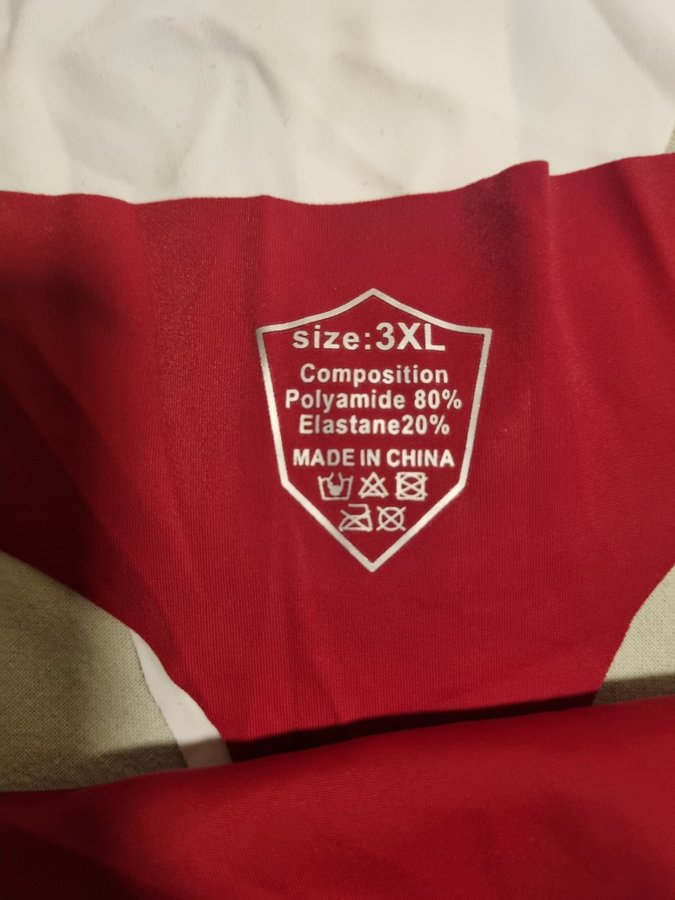 size:3XL
Composition
Polyamide 80%
Elastane20%
MADE IN CHINA